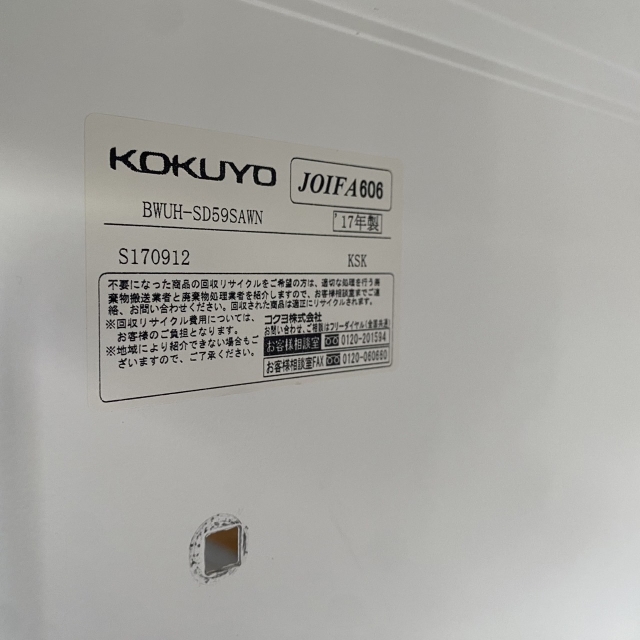 KOKUYO JOIFA606
BWUH-SD59SAWN '17年製
S170912 KSK
不要になった商品の回収リサイクルをご希望の方は、適切な処理を行う廃
棄物搬送業者と廃棄物処理業者を紹介しますので、お客様相談室までご連
絡、お問い合わせください。回収された商品は適正にリサイクルされます。
※回収リサイクル費用については、
お客様のご負担となります。
※地域により紹介できない場合もご
ざいますので、ご了承ください。
コクヨ株式会社
お問い合わせ、ご相談はフリーダイヤル(全国共通)
お客様相談室 0120-201594
お客様相談室FAX 0120-060660